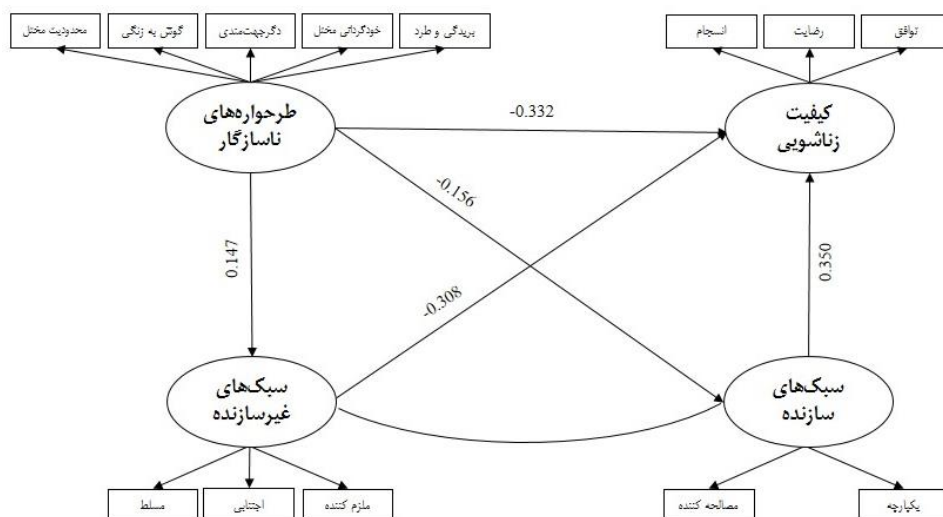 بریدگی و طرد
خودگردانی مختل
دگرجهت‌مندی
گوش به زنگی
محدودیت مختل
توافق
رضایت
انسجام
طرحواره‌های
ناسازگار
کیفیت
زناشویی
-0.332
-0.156
0.147
-0.308
0.350
سبک‌های
غیرسازنده
سبک‌های
سازنده
یکپارچه
مصالحه کننده
ملزم کننده
اجتنابی
مسلط